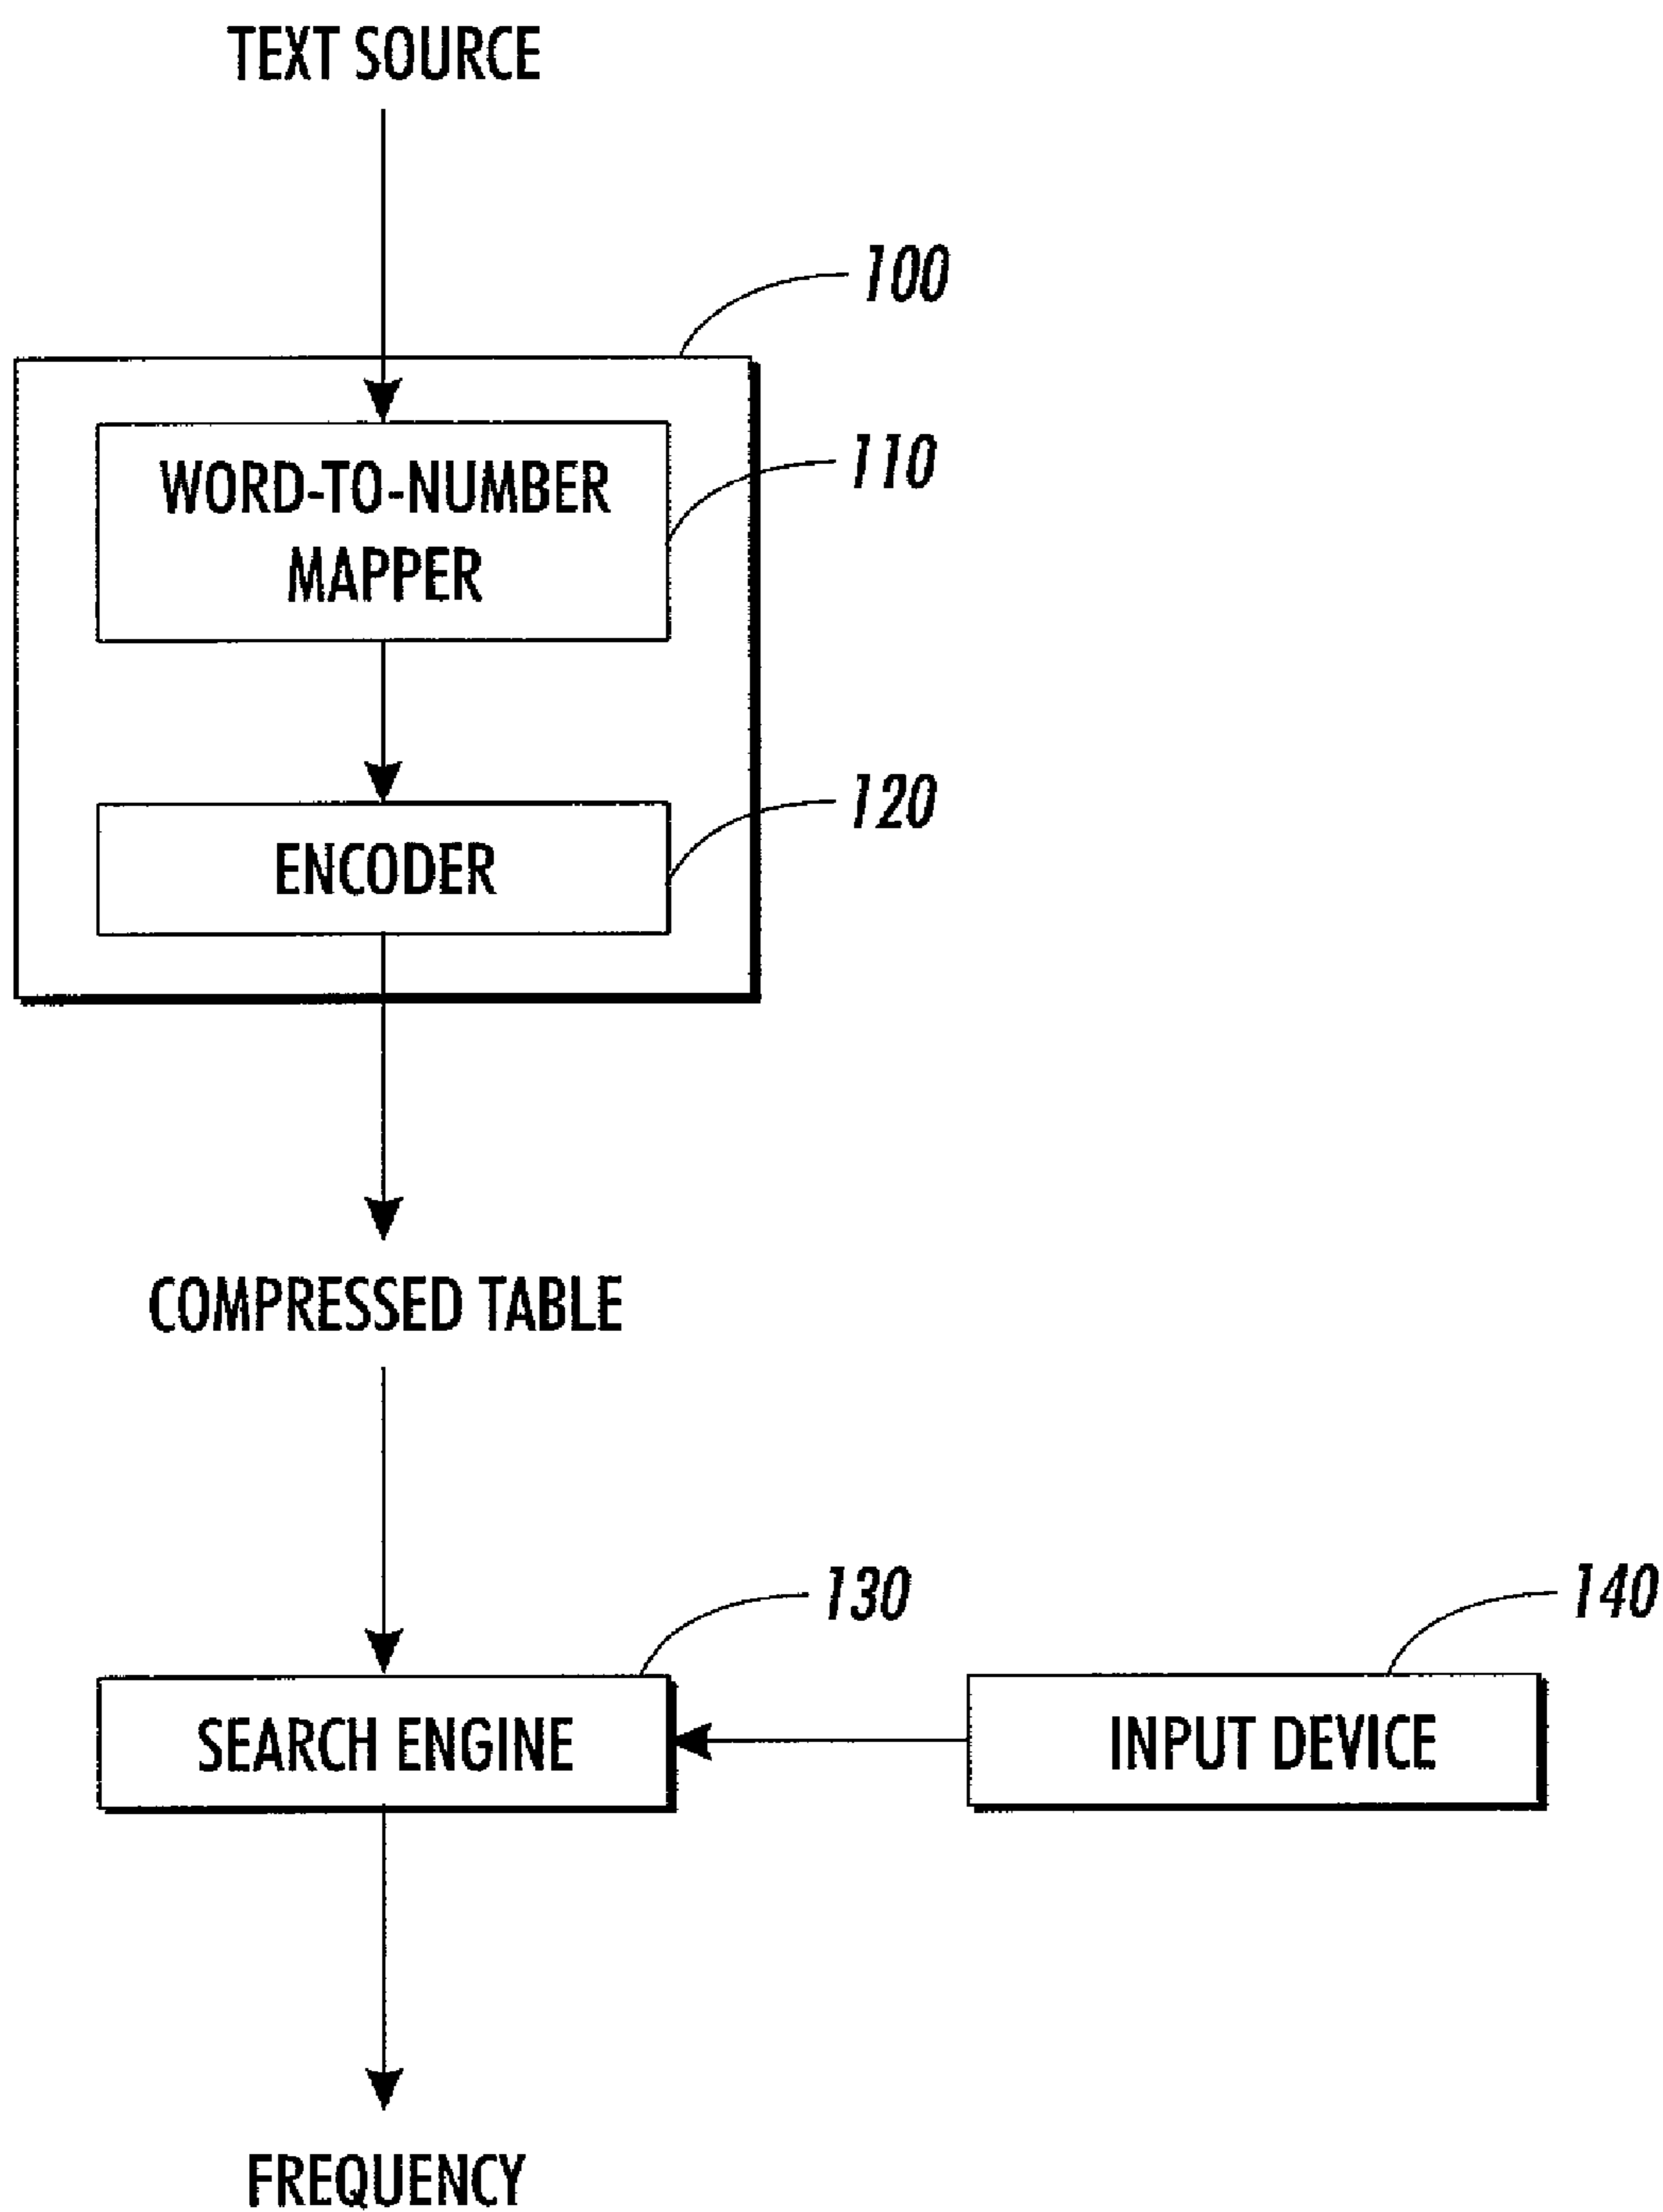 TEXT SOURCE
100
WORD-TO-NUMBER
MAPPER
110
ENCODER
120
COMPRESSED TABLE
130
140
SEARCH ENGINE
INPUT DEVICE
FREQUENCY